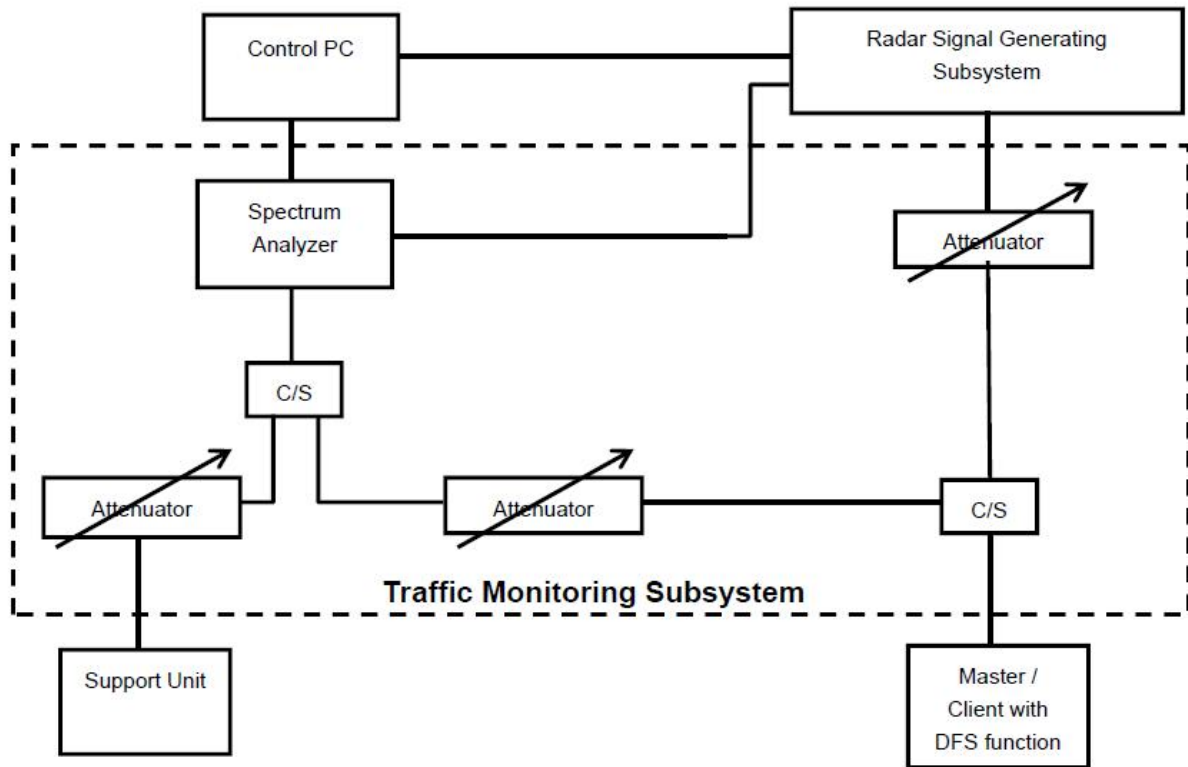 Control PC
Radar Signal Generating
Subsystem
Spectrum
Analyzer
Attenuator
C/S
Attenuator
Attenuator
C/S
Traffic Monitoring Subsystem
Support Unit
Master /
Client with
DFS function